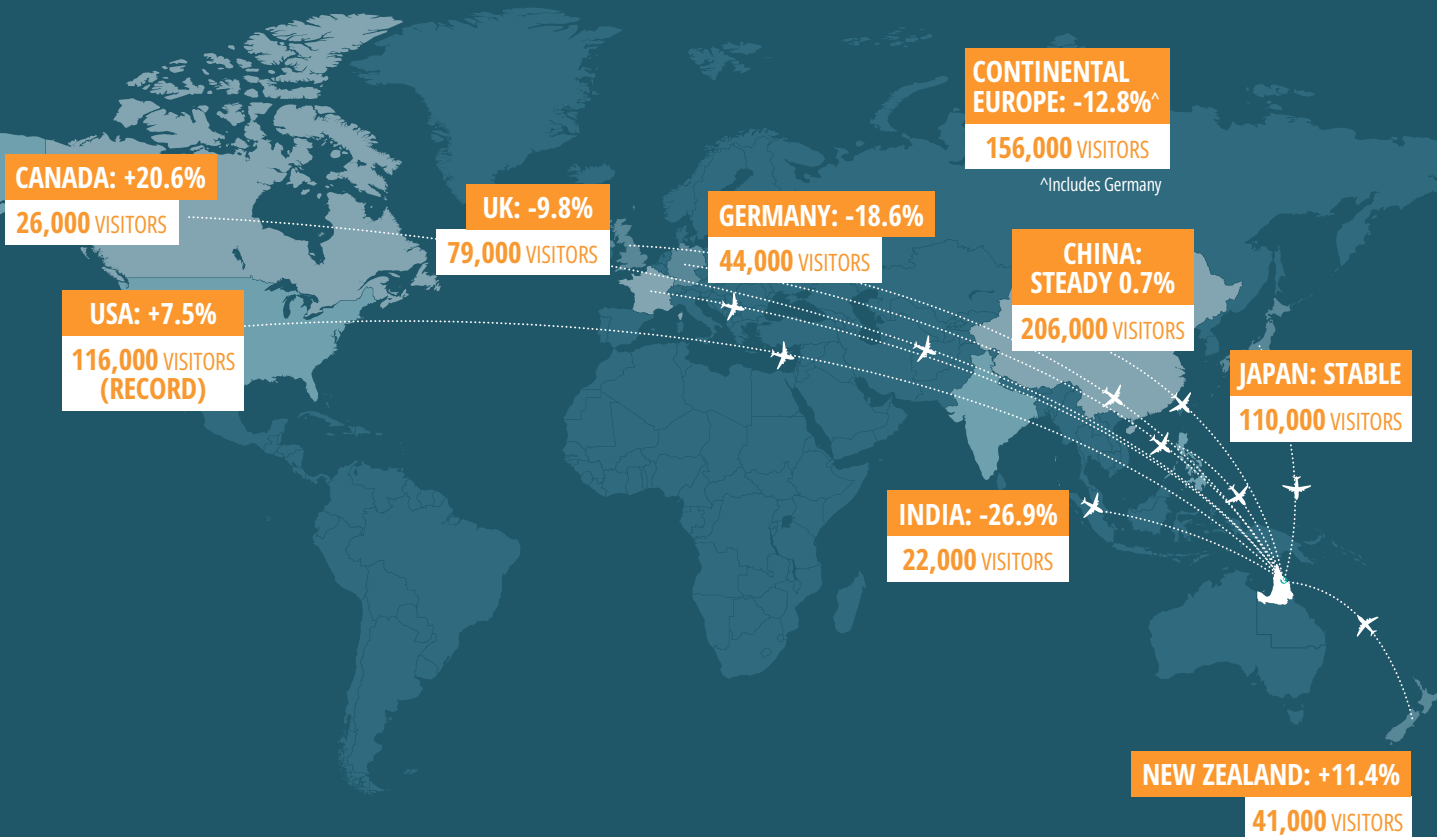 CONTINENTAL
EUROPE: -12.8%^
156,000 VISITORS
^Includes Germany
CANADA: +20.6%
26,000 VISITORS
UK: -9.8%
79,000 VISITORS
GERMANY: -18.6%
44,000 VISITORS
CHINA:
STEADY 0.7%
206,000 VISITORS
USA: +7.5%
116,000 VISITORS
(RECORD)
JAPAN: STABLE
110,000 VISITORS
INDIA: -26.9%
22,000 VISITORS
NEW ZEALAND: +11.4%
41,000 VISITORS